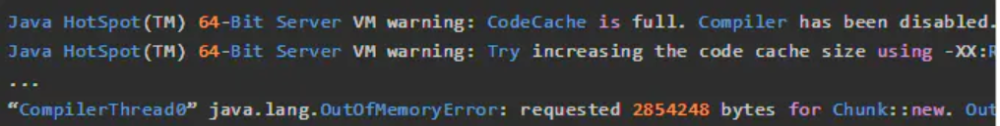 Java HotSpot(TM) 64-Bit Server VM warning: CodeCache is full. Compiler has been disabled.
Java HotSpot(TM) 64-Bit Server VM warning: Try increasing the code cache size using -XX:R
...
“CompilerThread0” java.lang.OutOfMemoryError: requested 2854248 bytes for Chunk::new. Out